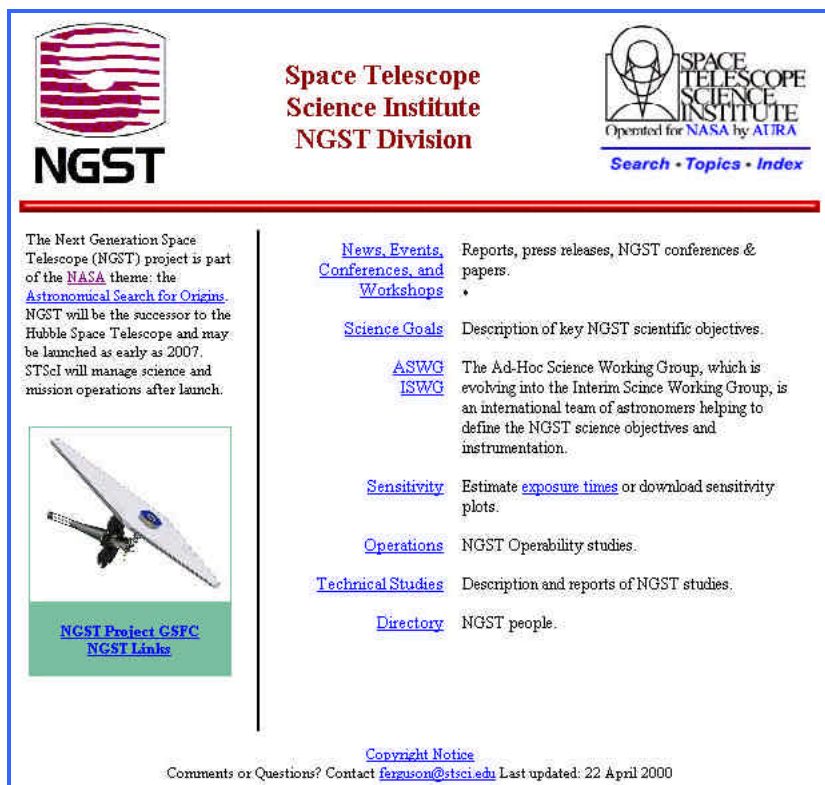 NGST
Space Telescope
Science Institute
NGST Division
SPACE
TELESCOPE
SCIENCE
INSTITUTE
Operated for NASA by AURA
Search • Topics • Index
The Next Generation Space
Telescope (NGST) project is part
of the NASA theme: the
Astronomical Search for Origins.
NGST will be the successor to the
Hubble Space Telescope and may
be launched as early as 2007.
STScI will manage science and
mission operations after launch.
NGST Project GSFC
NGST Links
News, Events,
Conferences, and
Workshops
Reports, press releases, NGST conferences &
papers.
•
Science Goals
Description of key NGST scientific objectives.
ASWG
ISWG
The Ad-Hoc Science Working Group, which is
evolving into the Interim Scince Working Group, is
an international team of astronomers helping to
define the NGST science objectives and
instrumentation.
Sensitivity
Estimate exposure times or download sensitivity
plots.
Operations
NGST Operability studies.
Technical Studies
Description and reports of NGST studies.
Directory
NGST people.
Copyright Notice
Comments or Questions? Contact ferguson@stsci.edu Last updated: 22 April 2000